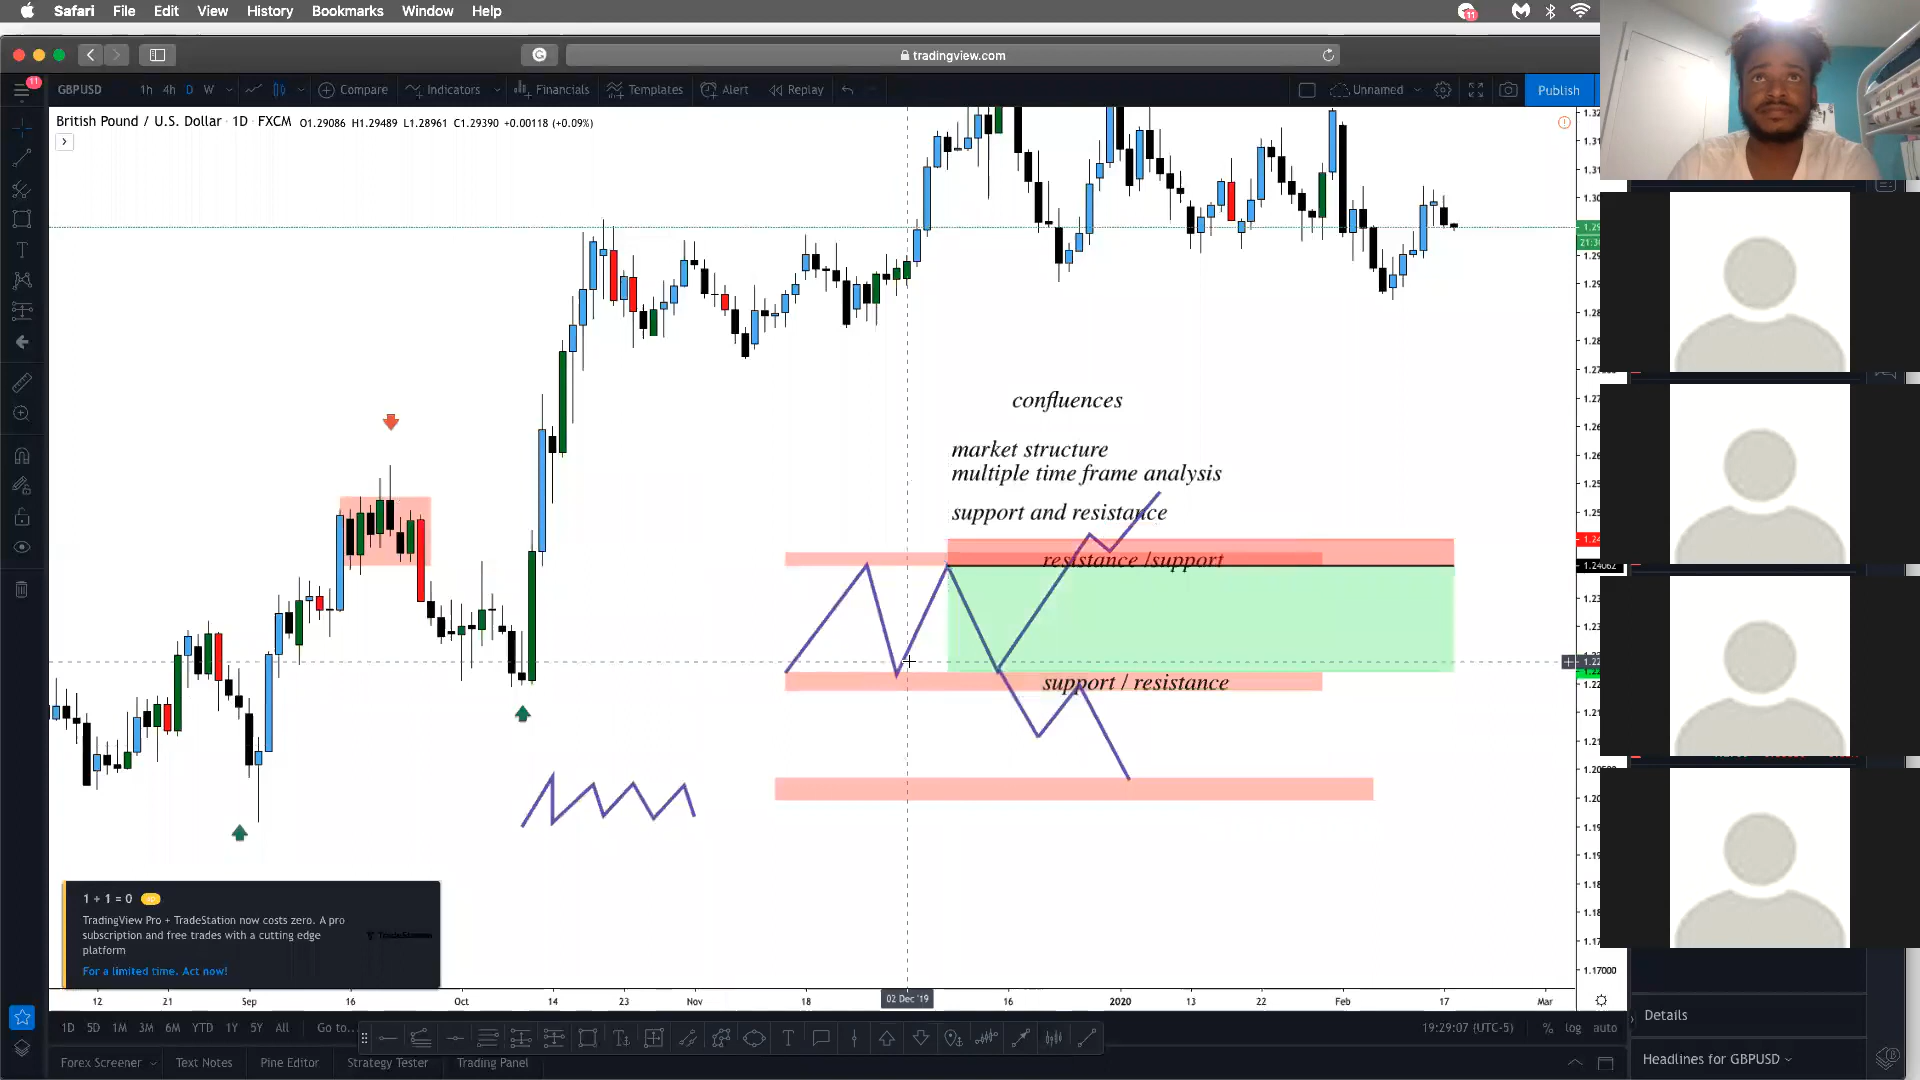 Safari File Edit View History Bookmarks Window Help
11
tradingview.com
11
GBPUSD 1h 4h D W Compare Indicators Financials Templates Alert Replay Unnamed Publish
British Pound / U.S. Dollar · 1D · FXCM O1.29086 H1.29489 L1.28961 C1.29390 +0.00118 (+0.09%)
confluences
market structure
multiple time frame analysis
support and resistance
resistance /support
1.24062
support / resistance
1 + 1 = 0
TradingView Pro + TradeStation now costs zero. A pro
subscription and free trades with a cutting edge
platform
TradeStation
For a limited time. Act now!
1.17000
12 21 Sep 16 Oct 14 23 Nov 18 02 Dec '19 16 2020 13 22 Feb 17 Mar
1D 5D 1M 3M 6M YTD 1Y 5Y All Go to... 19:29:07 (UTC-5) % log auto
Forex Screener Text Notes Pine Editor Strategy Tester Trading Panel
Details
Headlines for GBPUSD